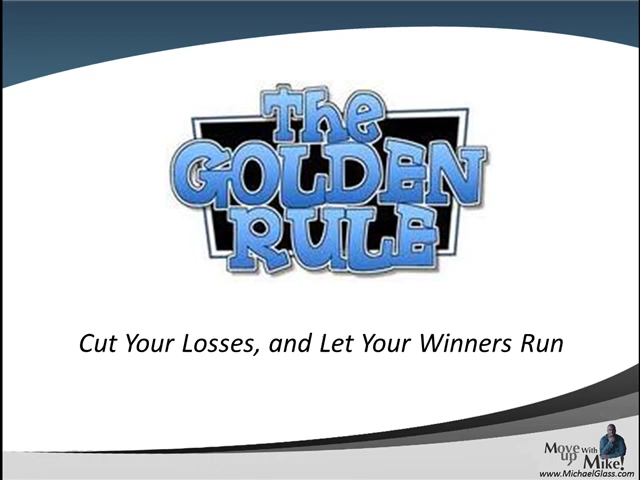 The
GOLDEN
RULE
Cut Your Losses, and Let Your Winners Run
Move up With Mike!
www.MichaelGlass.com